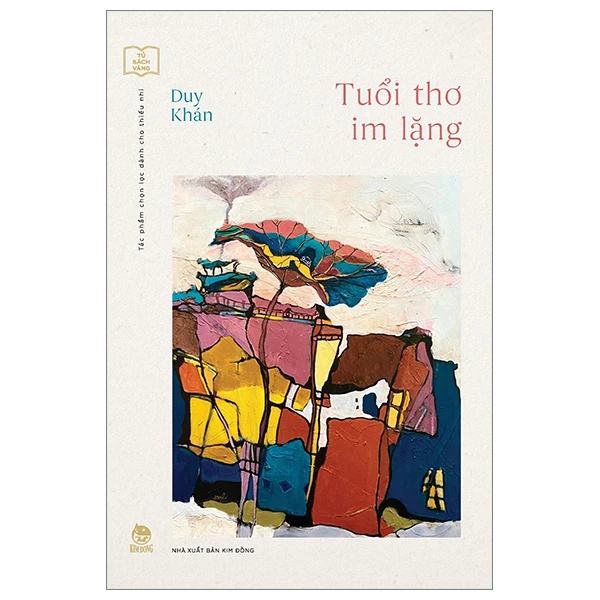 TỦ
SÁCH
VÀNG
Tác phẩm chọn lọc dành cho thiếu nhi
Duy
Khán
Tuổi thơ
im lặng
KIM ĐỒNG
NHÀ XUẤT BẢN KIM ĐỒNG